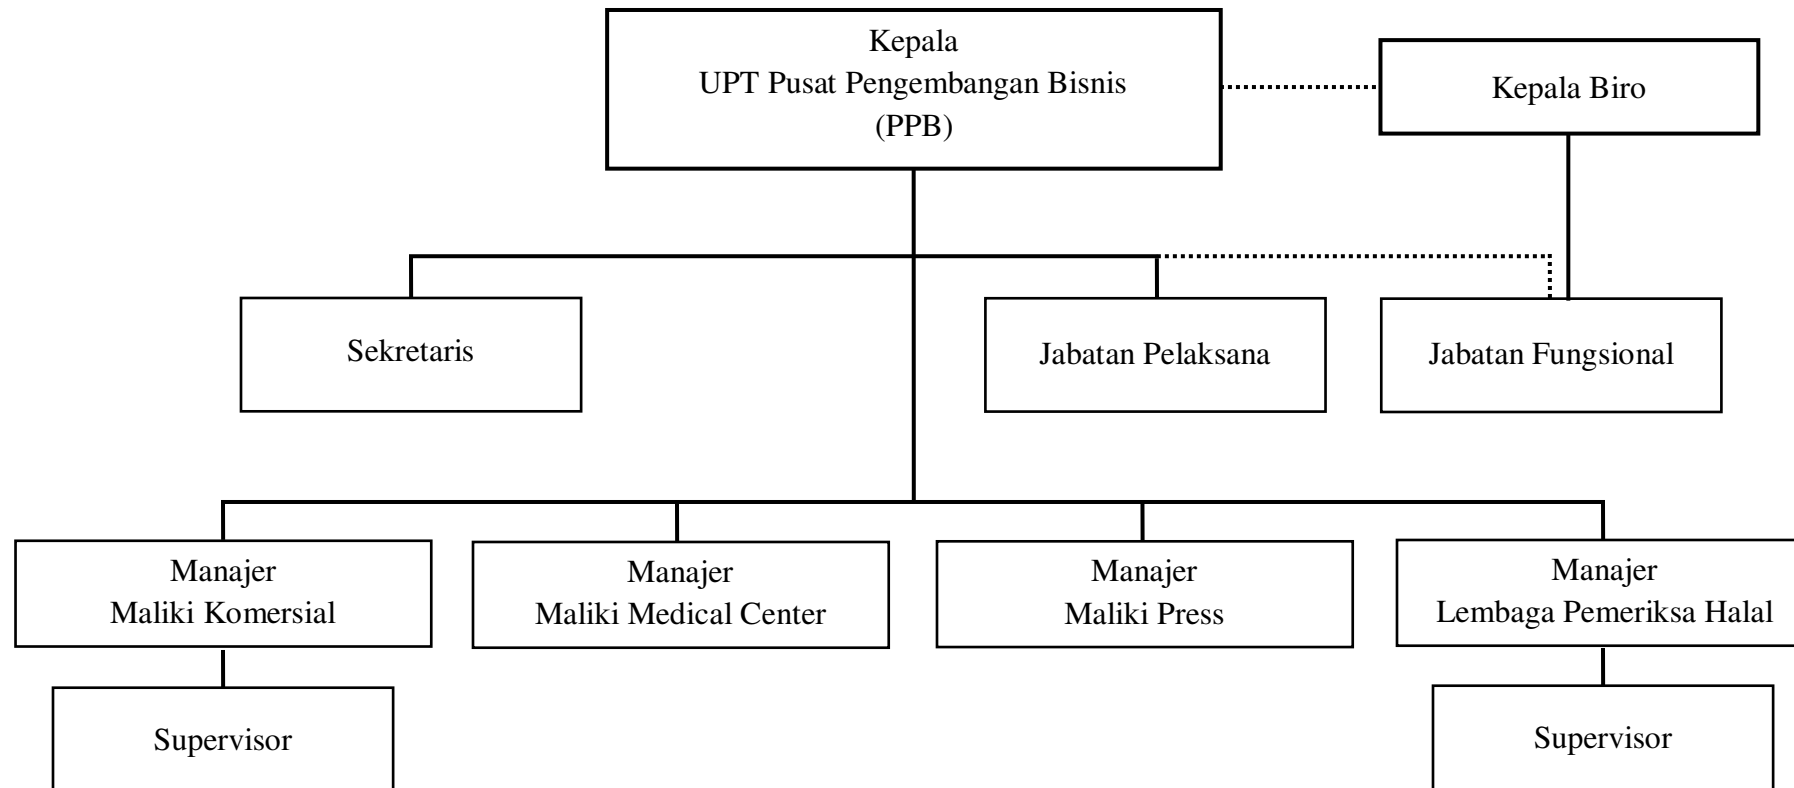 Kepala
UPT Pusat Pengembangan Bisnis
(PPB)
Kepala Biro
Sekretaris
Jabatan Pelaksana
Jabatan Fungsional
Manajer
Maliki Komersial
Manajer
Maliki Medical Center
Manajer
Maliki Press
Manajer
Lembaga Pemeriksa Halal
Supervisor
Supervisor